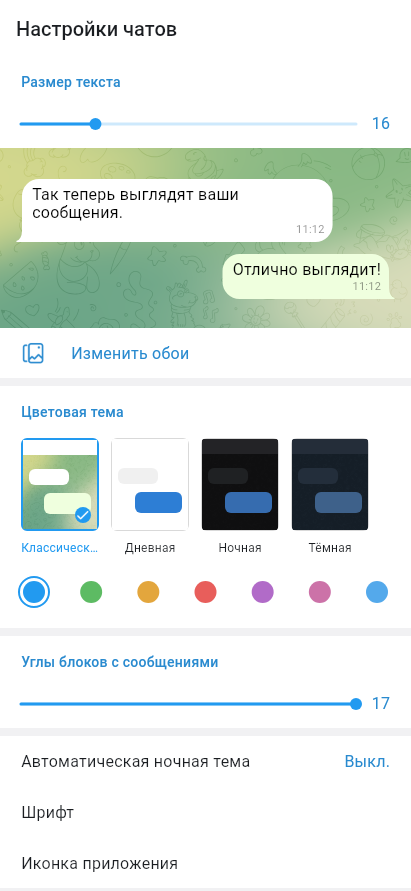 Настройки чатов
Размер текста
16
Так теперь выглядят ваши
сообщения.
11:12
Отлично выглядит!
11:12
Изменить обои
Цветовая тема
Классическ...
Дневная
Ночная
Тёмная
Углы блоков с сообщениями
17
Автоматическая ночная тема
Выкл.
Шрифт
Иконка приложения